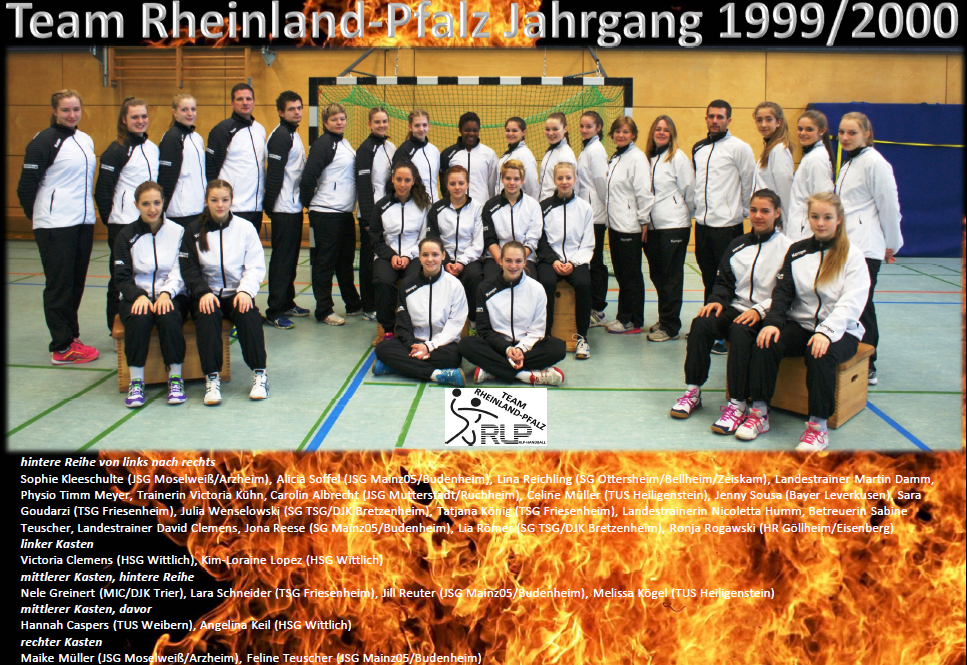 Team Rheinland-Pfalz Jahrgang 1999/2000
TEAM
RHEINLAND-PFALZ
RLP
RLP-HANDBALL
hintere Reihe von links nach rechts
Sophie Kleeschulte (JSG Moselweiß/Arzheim), Alicia Soffel (JSG Mainz05/Budenheim), Lina Reichling (SG Ottersheim/Bellheim/Zeiskam), Landestrainer Martin Damm,
Physio Timm Meyer, Trainerin Victoria Kuhn, Carolin Albrecht (JSG Mutterstadt/Ruchheim), Celine Müller (TUS Heiligenstein), Jenny Sousa (Bayer Leverkusen), Sara
Goudarzi (TSG Friesenheim), Julia Wenselowski (SG TSG/DJK Bretzenheim), Tatjana König (TSG Friesenheim), Landestrainerin Nicoletta Humm, Betreuerin Sabine
Teuscher, Landestrainer David Clemens, Jona Reese (SG Mainz05/Budenheim), Lia Römer (SG TSG/DJK Bretzenheim), Ronja Rogawski (HR Göllheim/Eisenberg)
linker Kasten
Victoria Clemens (HSG Wittlich), Kim-Loraine Lopez (HSG Wittlich)
mittlerer Kasten, hintere Reihe
Nele Greinert (MIC/DJK Trier), Lara Schneider (TSG Friesenheim), Jill Reuter (JSG Mainz05/Budenheim), Melissa Kögel (TUS Heiligenstein)
mittlerer Kasten, davor
Hannah Caspers (TUS Weibern), Angelina Keil (HSG Wittlich)
rechter Kasten
Maike Müller (JSG Moselweiß/Arzheim), Feline Teuscher (JSG Mainz05/Budenheim)